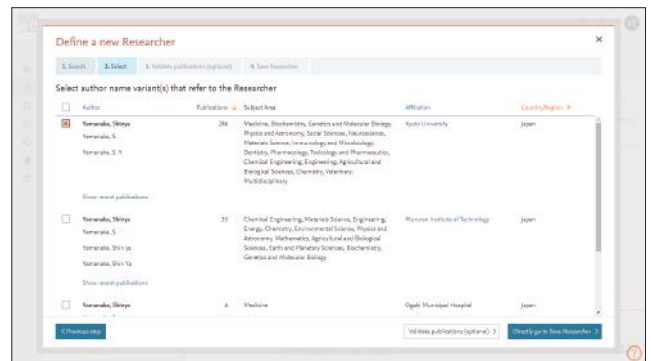 Define a new Researcher
1. Search 2. Select 3. Validate publications (optional) 4. Save Researcher
Select author name variant(s) that refer to the Researcher
Author Publications Subject Area Affiliation Country/Region
Yamanaka, Shinya 286 Medicine, Biochemistry, Genetics and Molecular Biology, Kyoto University Japan
Yamanaka, S. Physics and Astronomy, Social Sciences, Neuroscience,
Materials Science, Immunology and Microbiology,
Yamanaka, S. Y. Dentistry, Pharmacology, Toxicology and Pharmaceutics,
Chemical Engineering, Engineering, Agricultural and
Biological Sciences, Chemistry, Veterinary,
Multidisciplinary
Show recent publications
Yamanaka, Shinya 35 Chemical Engineering, Materials Science, Engineering, Muroran Institute of Technology Japan
Yamanaka, S. Energy, Chemistry, Environmental Science, Physics and
Astronomy, Mathematics, Agricultural and Biological
Yamanaka, Shin ya Sciences, Earth and Planetary Sciences, Biochemistry,
Yamanaka, Shin Ya Genetics and Molecular Biology
Show recent publications
Yamanaka, Shinya 6 Medicine Ogaki Municipal Hospital Japan
< Previous step Validate publications (optional) > Directly go to Save Researcher >